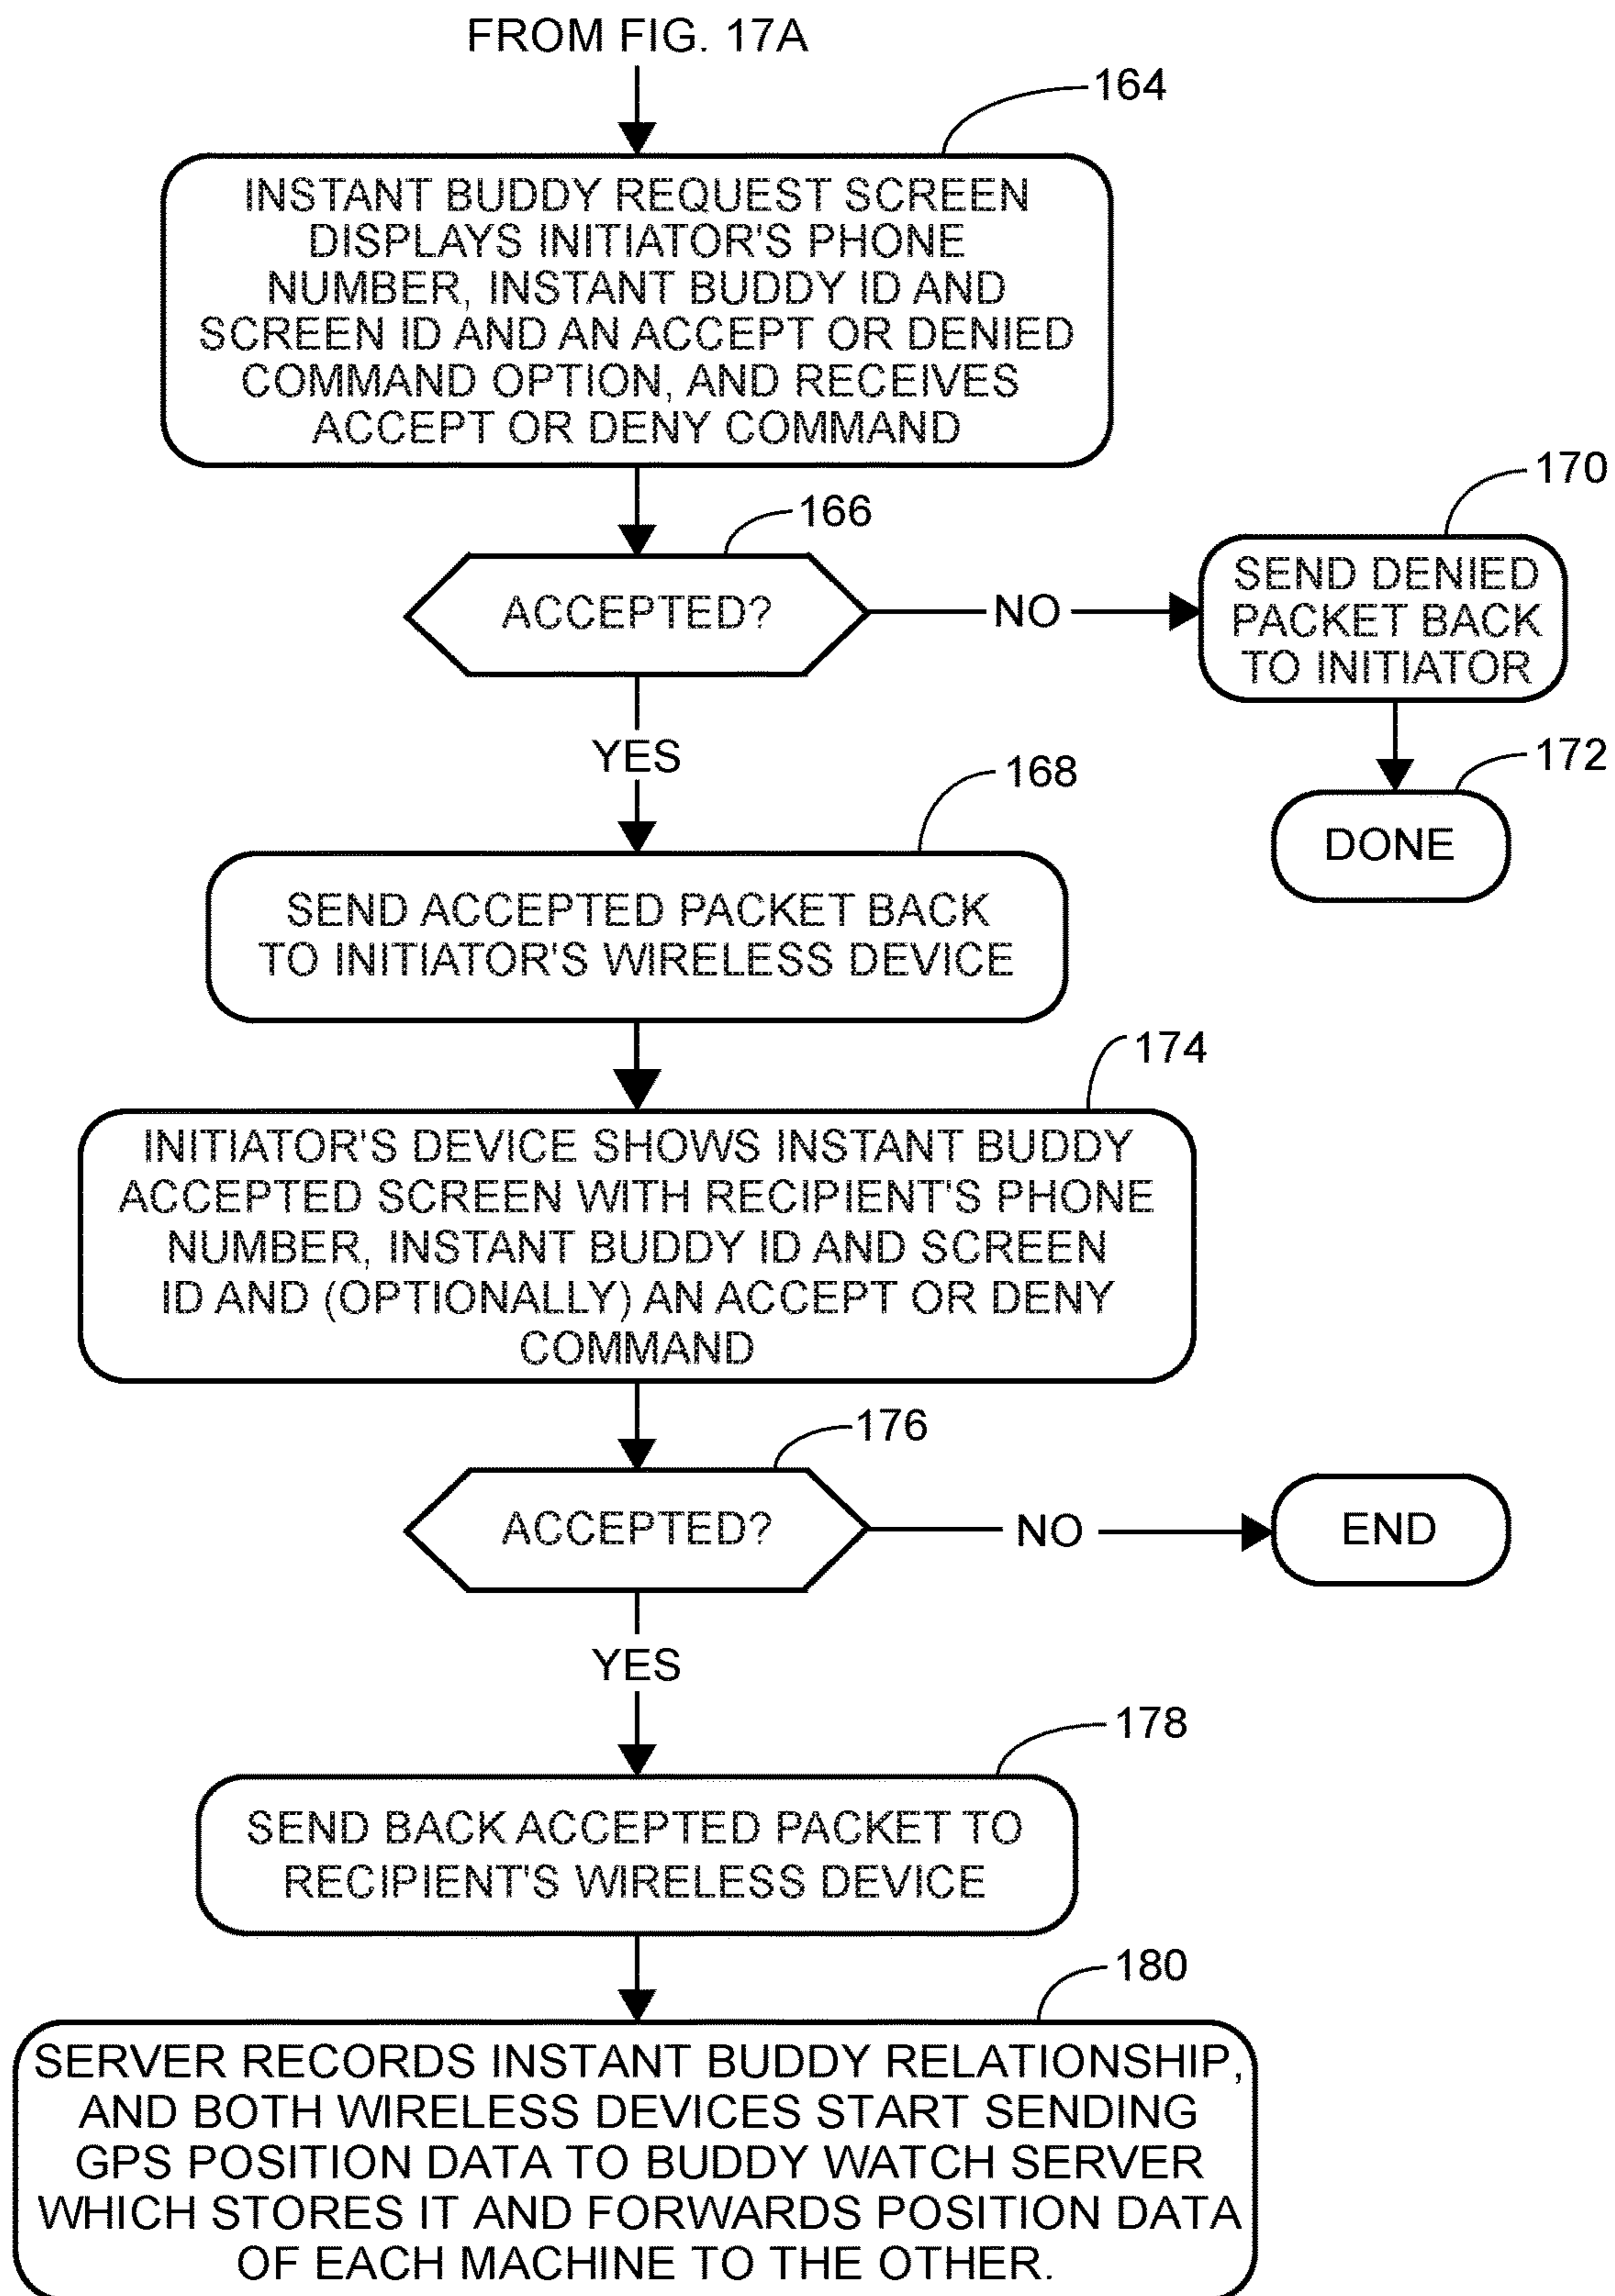 FROM FIG. 17A
164
INSTANT BUDDY REQUEST SCREEN
DISPLAYS INITIATOR'S PHONE
NUMBER, INSTANT BUDDY ID AND
SCREEN ID AND AN ACCEPT OR DENIED
COMMAND OPTION, AND RECEIVES
ACCEPT OR DENY COMMAND
166
ACCEPTED?
NO
170
SEND DENIED
PACKET BACK
TO INITIATOR
172
DONE
YES
168
SEND ACCEPTED PACKET BACK
TO INITIATOR'S WIRELESS DEVICE
174
INITIATOR'S DEVICE SHOWS INSTANT BUDDY
ACCEPTED SCREEN WITH RECIPIENT'S PHONE
NUMBER, INSTANT BUDDY ID AND SCREEN
ID AND (OPTIONALLY) AN ACCEPT OR DENY
COMMAND
176
ACCEPTED?
NO
END
YES
178
SEND BACK ACCEPTED PACKET TO
RECIPIENT'S WIRELESS DEVICE
180
SERVER RECORDS INSTANT BUDDY RELATIONSHIP,
AND BOTH WIRELESS DEVICES START SENDING
GPS POSITION DATA TO BUDDY WATCH SERVER
WHICH STORES IT AND FORWARDS POSITION DATA
OF EACH MACHINE TO THE OTHER.